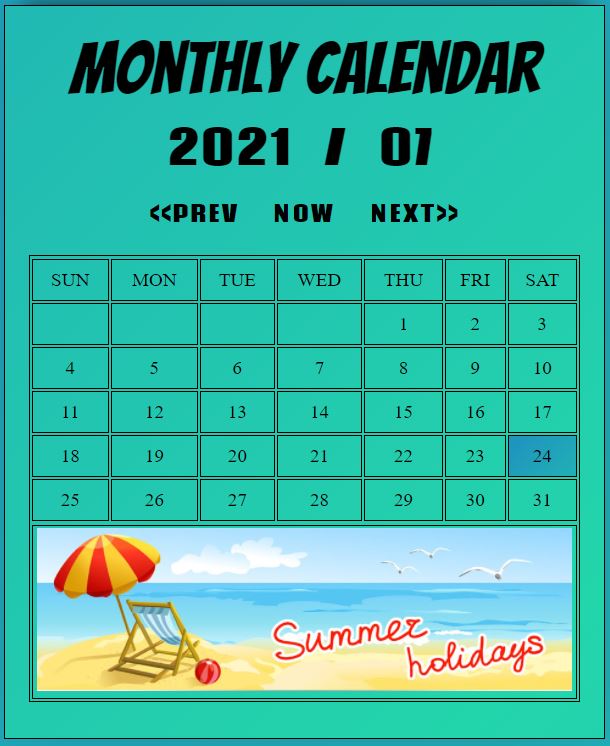 MONTHLY CALENDAR
2021 / 07
<<PREV NOW NEXT>>
SUN MON TUE WED THU FRI SAT
1 2 3
4 5 6 7 8 9 10
11 12 13 14 15 16 17
18 19 20 21 22 23 24
25 26 27 28 29 30 31
Summer
holidays